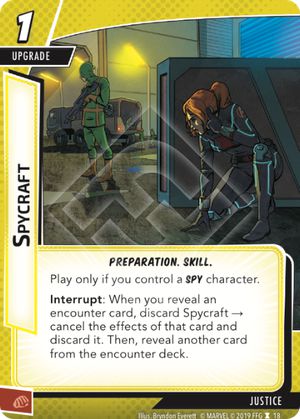 1
UPGRADE
SPYCRAFT
PREPARATION. SKILL.
Play only if you control a SPY character.
Interrupt: When you reveal an
encounter card, discard Spycraft →
cancel the effects of that card and
discard it. Then, reveal another card
from the encounter deck.
JUSTICE
Illus. Bryndon Everett © MARVEL © 2019 FFG 18